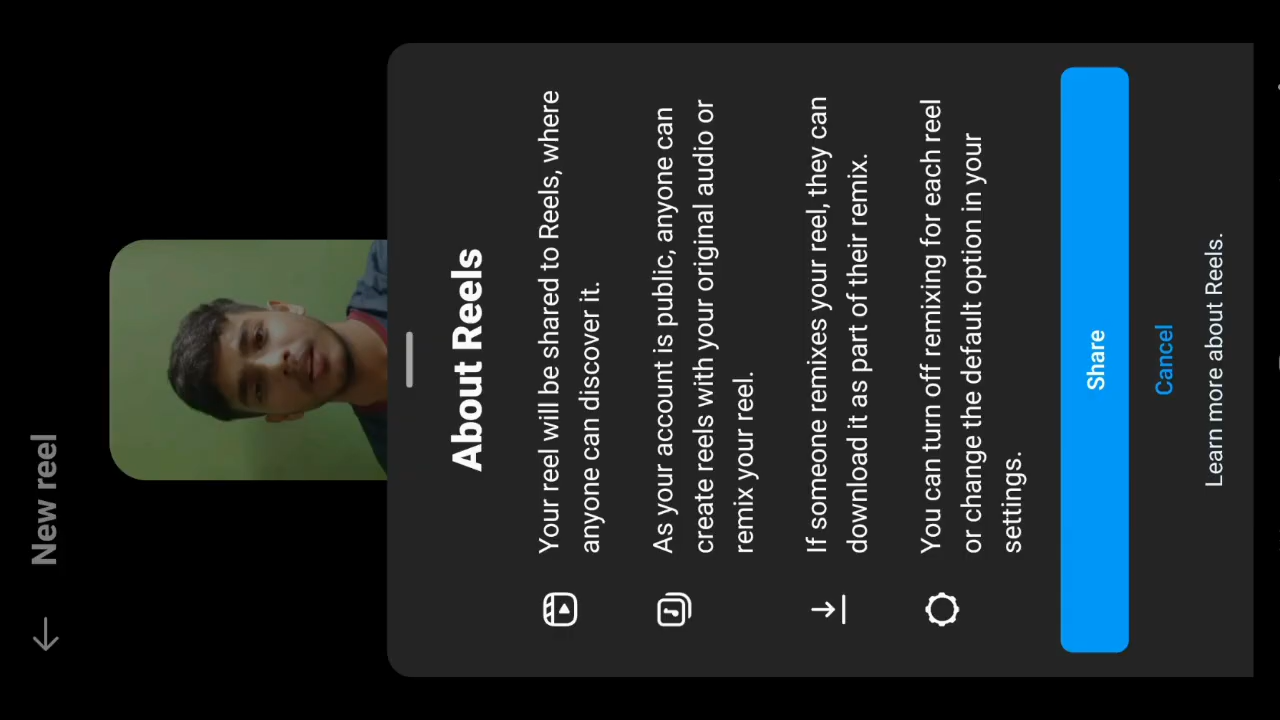 New reel
About Reels
Your reel will be shared to Reels, where
anyone can discover it.
As your account is public, anyone can
create reels with your original audio or
remix your reel.
If someone remixes your reel, they can
download it as part of their remix.
You can turn off remixing for each reel
or change the default option in your
settings.
Share
Cancel
Learn more about Reels.